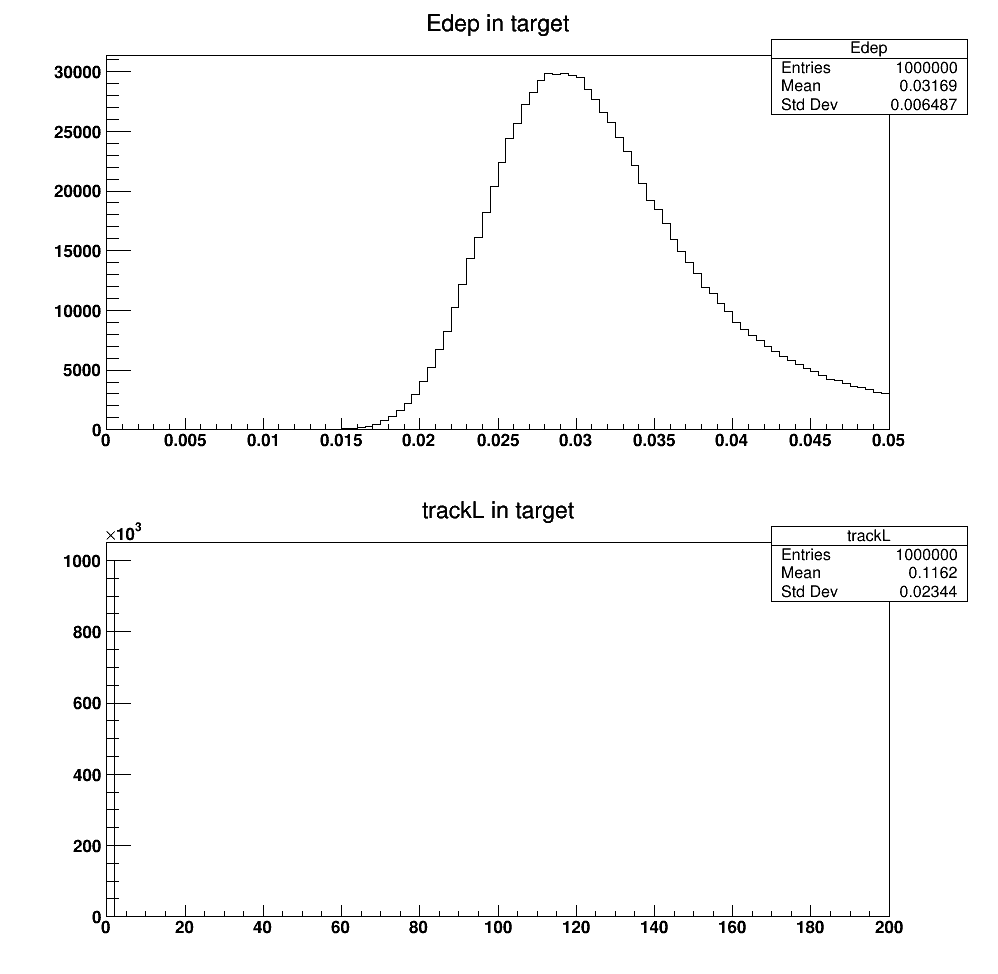 Edep in target
Edep
Entries 1000000
Mean 0.03169
Std Dev 0.006487
30000
25000
20000
15000
10000
5000
0
0 0.005 0.01 0.015 0.02 0.025 0.03 0.035 0.04 0.045 0.05
trackL in target
×10³
trackL
Entries 1000000
Mean 0.1162
Std Dev 0.02344
1000
800
600
400
200
0
0 20 40 60 80 100 120 140 160 180 200